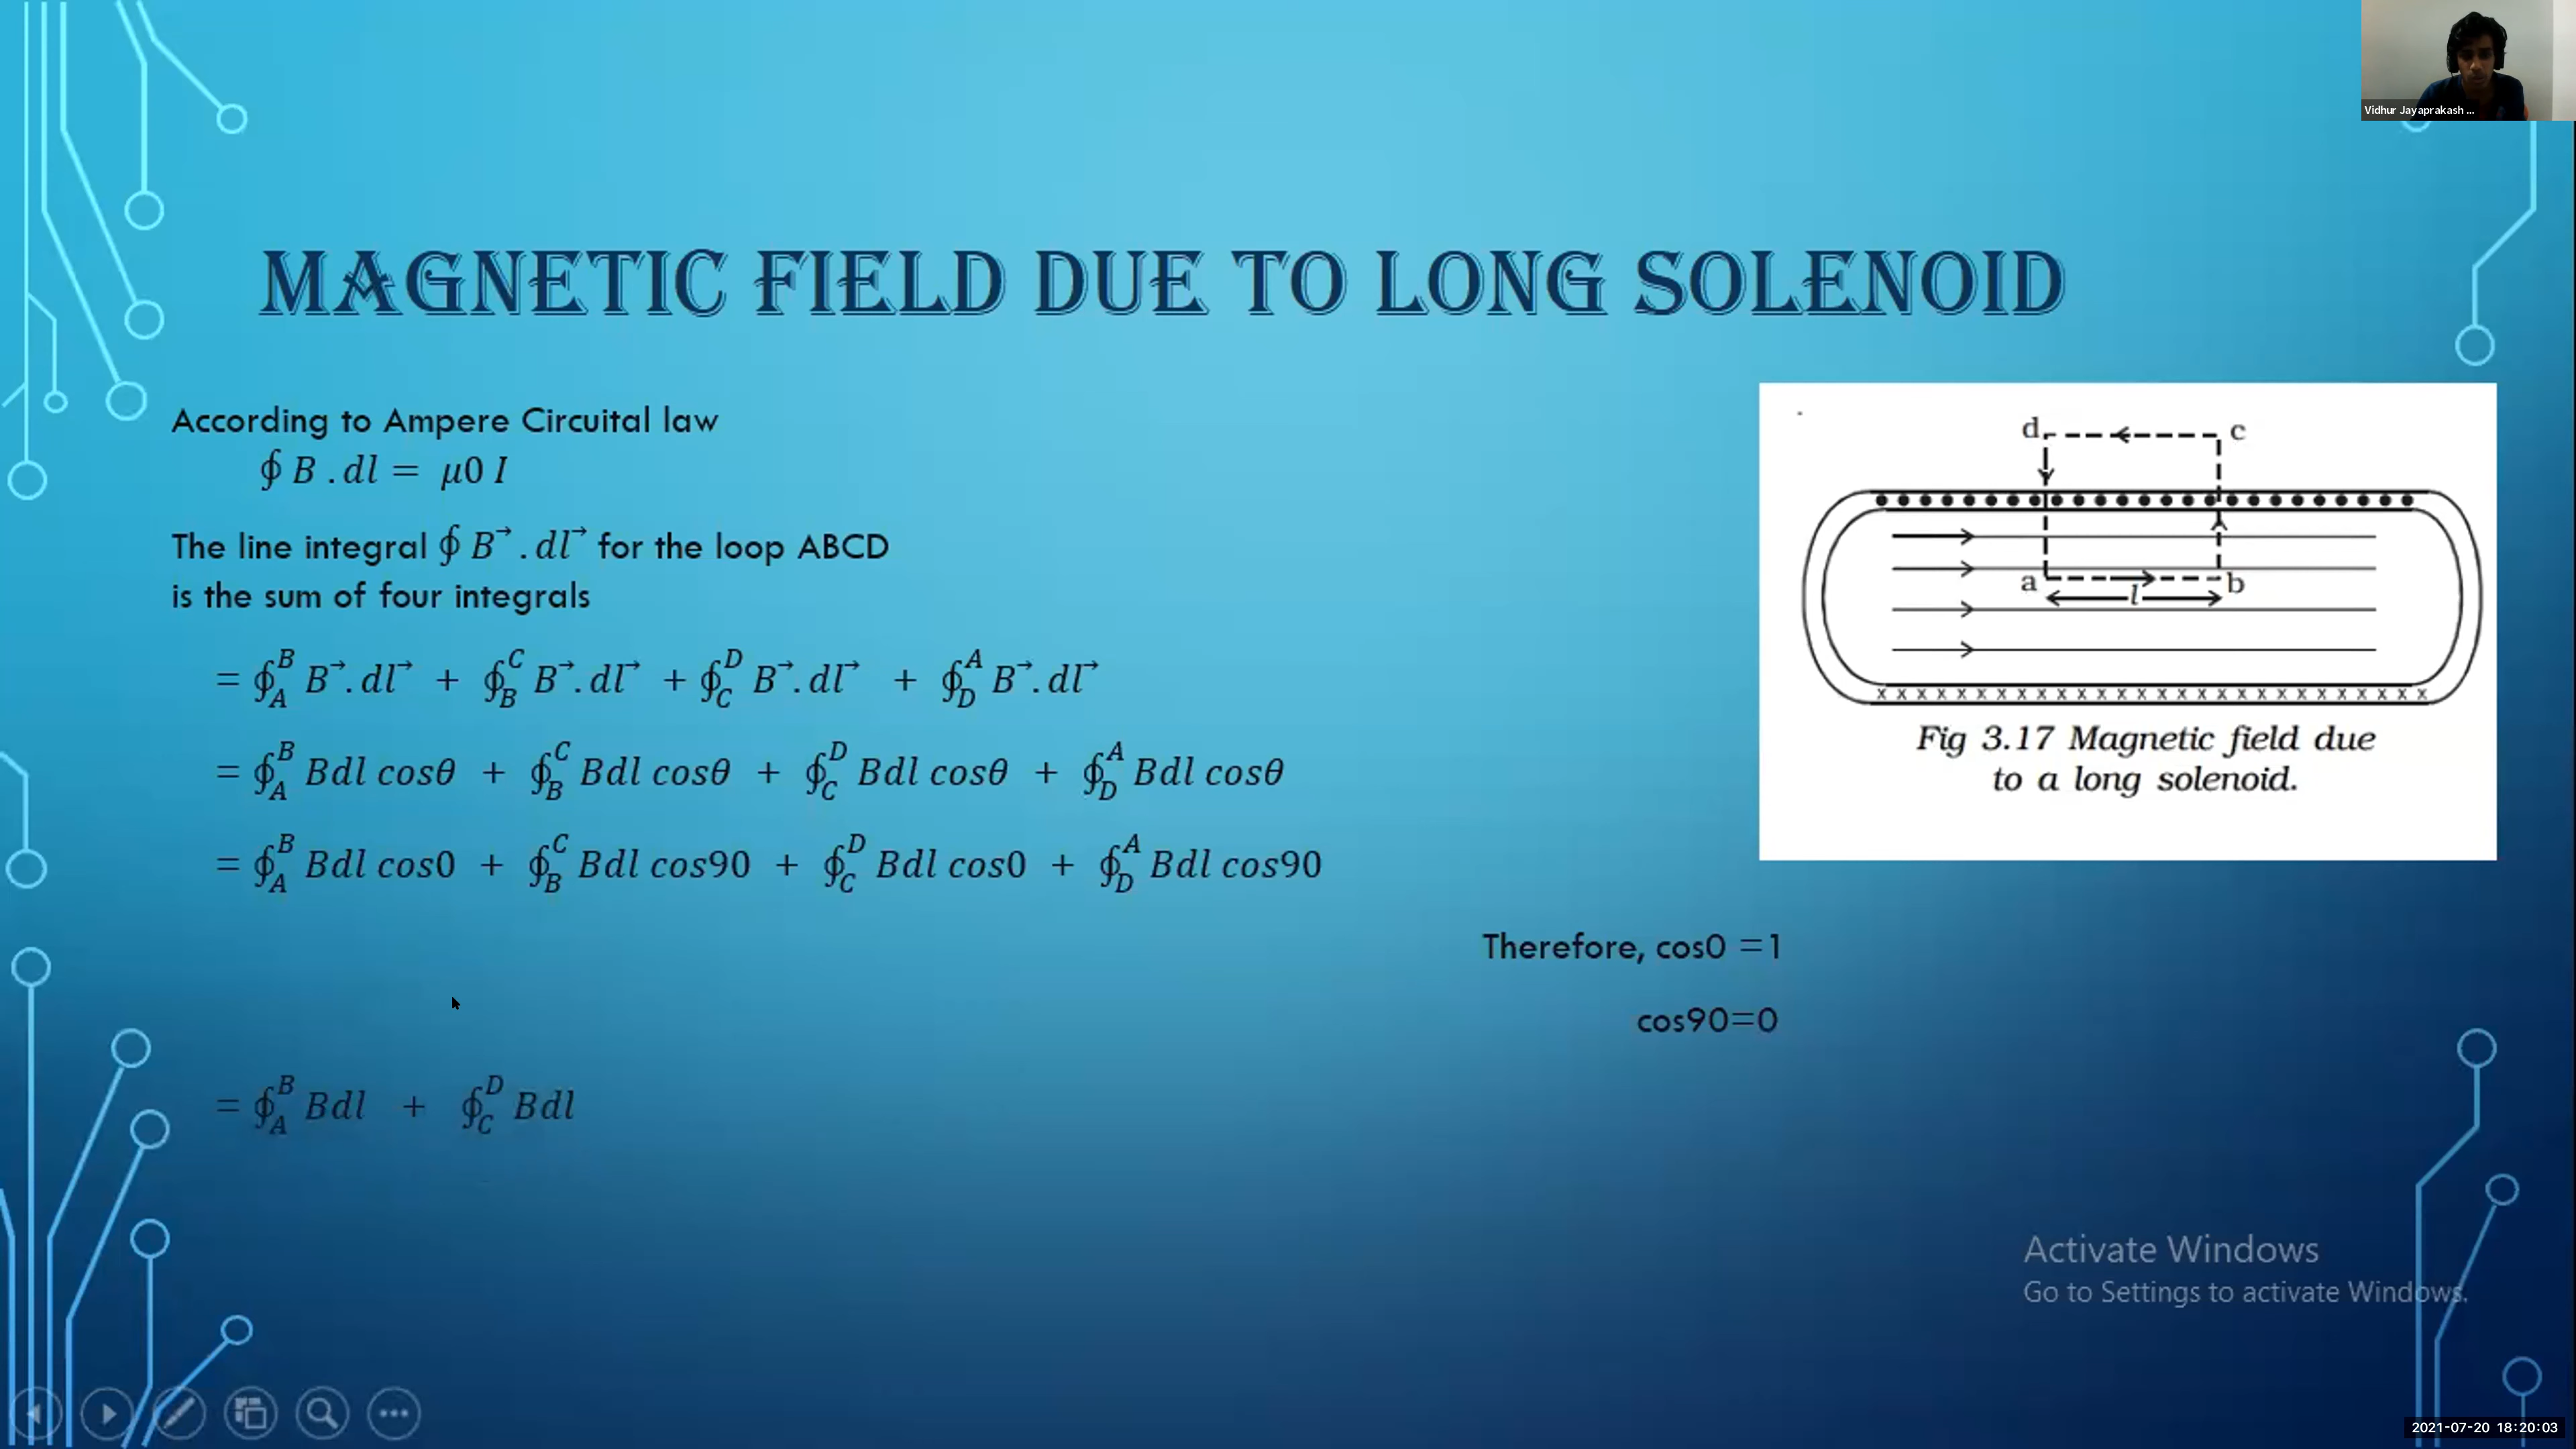 Vidhur Jayaprakash ...
MAGNETIC FIELD DUE TO LONG SOLENOID
According to Ampere Circuital law
∮ B . dl = μ0 I
The line integral ∮ B⃗ . dl⃗ for the loop ABCD
is the sum of four integrals
= ∮_A^B B⃗. dl⃗ + ∮_B^C B⃗. dl⃗ + ∮_C^D B⃗. dl⃗ + ∮_D^A B⃗. dl⃗
= ∮_A^B Bdl cosθ + ∮_B^C Bdl cosθ + ∮_C^D Bdl cosθ + ∮_D^A Bdl cosθ
= ∮_A^B Bdl cos0 + ∮_B^C Bdl cos90 + ∮_C^D Bdl cos0 + ∮_D^A Bdl cos90
Therefore, cos0 =1
cos90=0
= ∮_A^B Bdl + ∮_C^D Bdl
d c
a b
l
Fig 3.17 Magnetic field due
to a long solenoid.
Activate Windows
Go to Settings to activate Windows.
2021-07-20 18:20:03